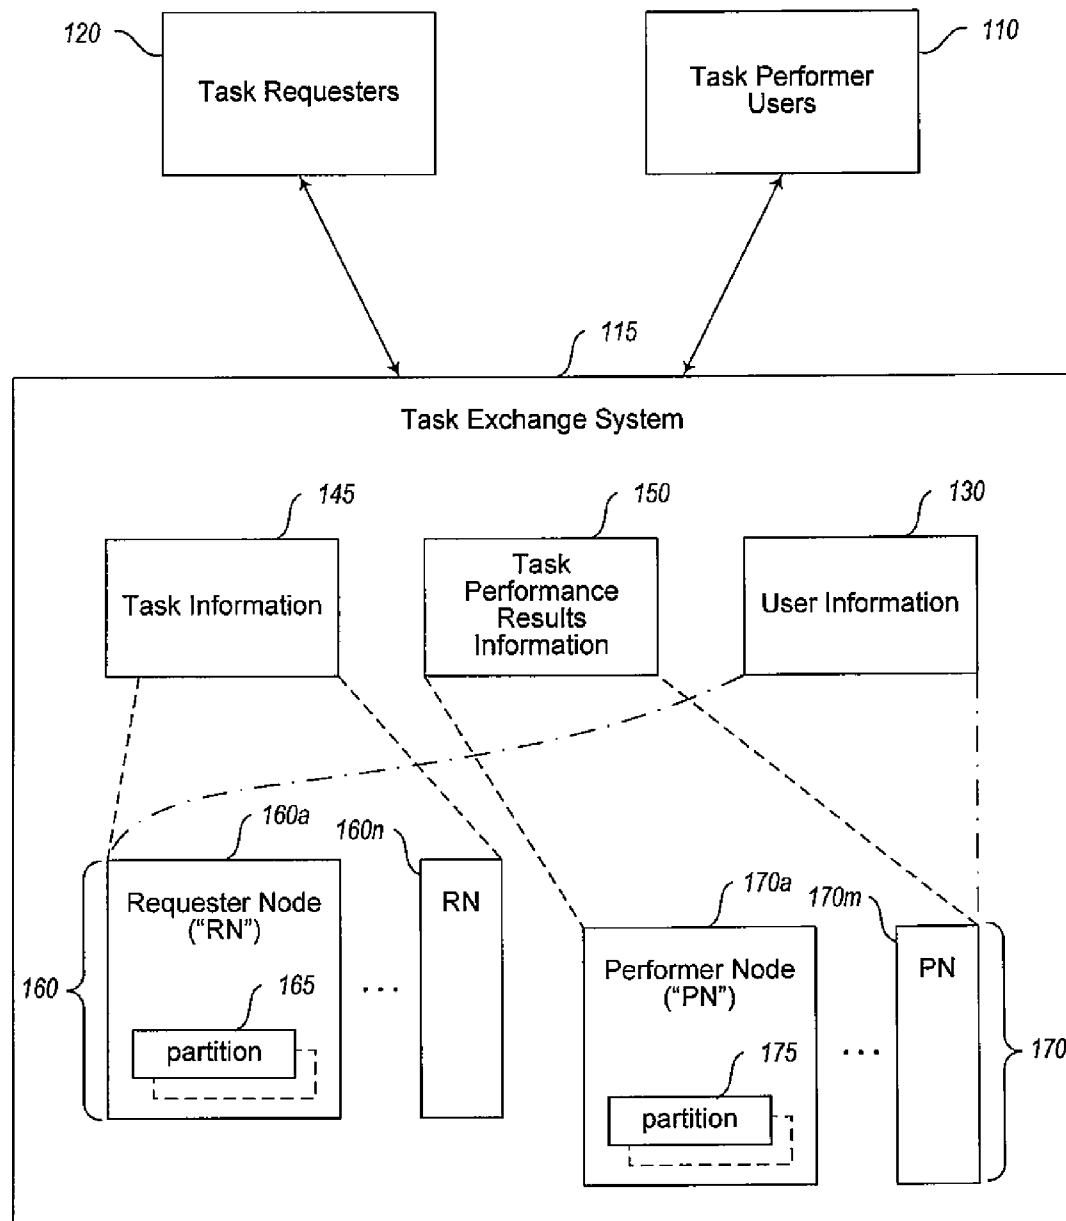 120
110
Task Requesters
Task Performer
Users
115
Task Exchange System
145
150
130
Task Information
Task
Performance
Results
Information
User Information
160a
160n
170a
170m
Requester Node
("RN")
RN
Performer Node
("PN")
PN
160
165
. . .
partition
175
. . .
170
partition